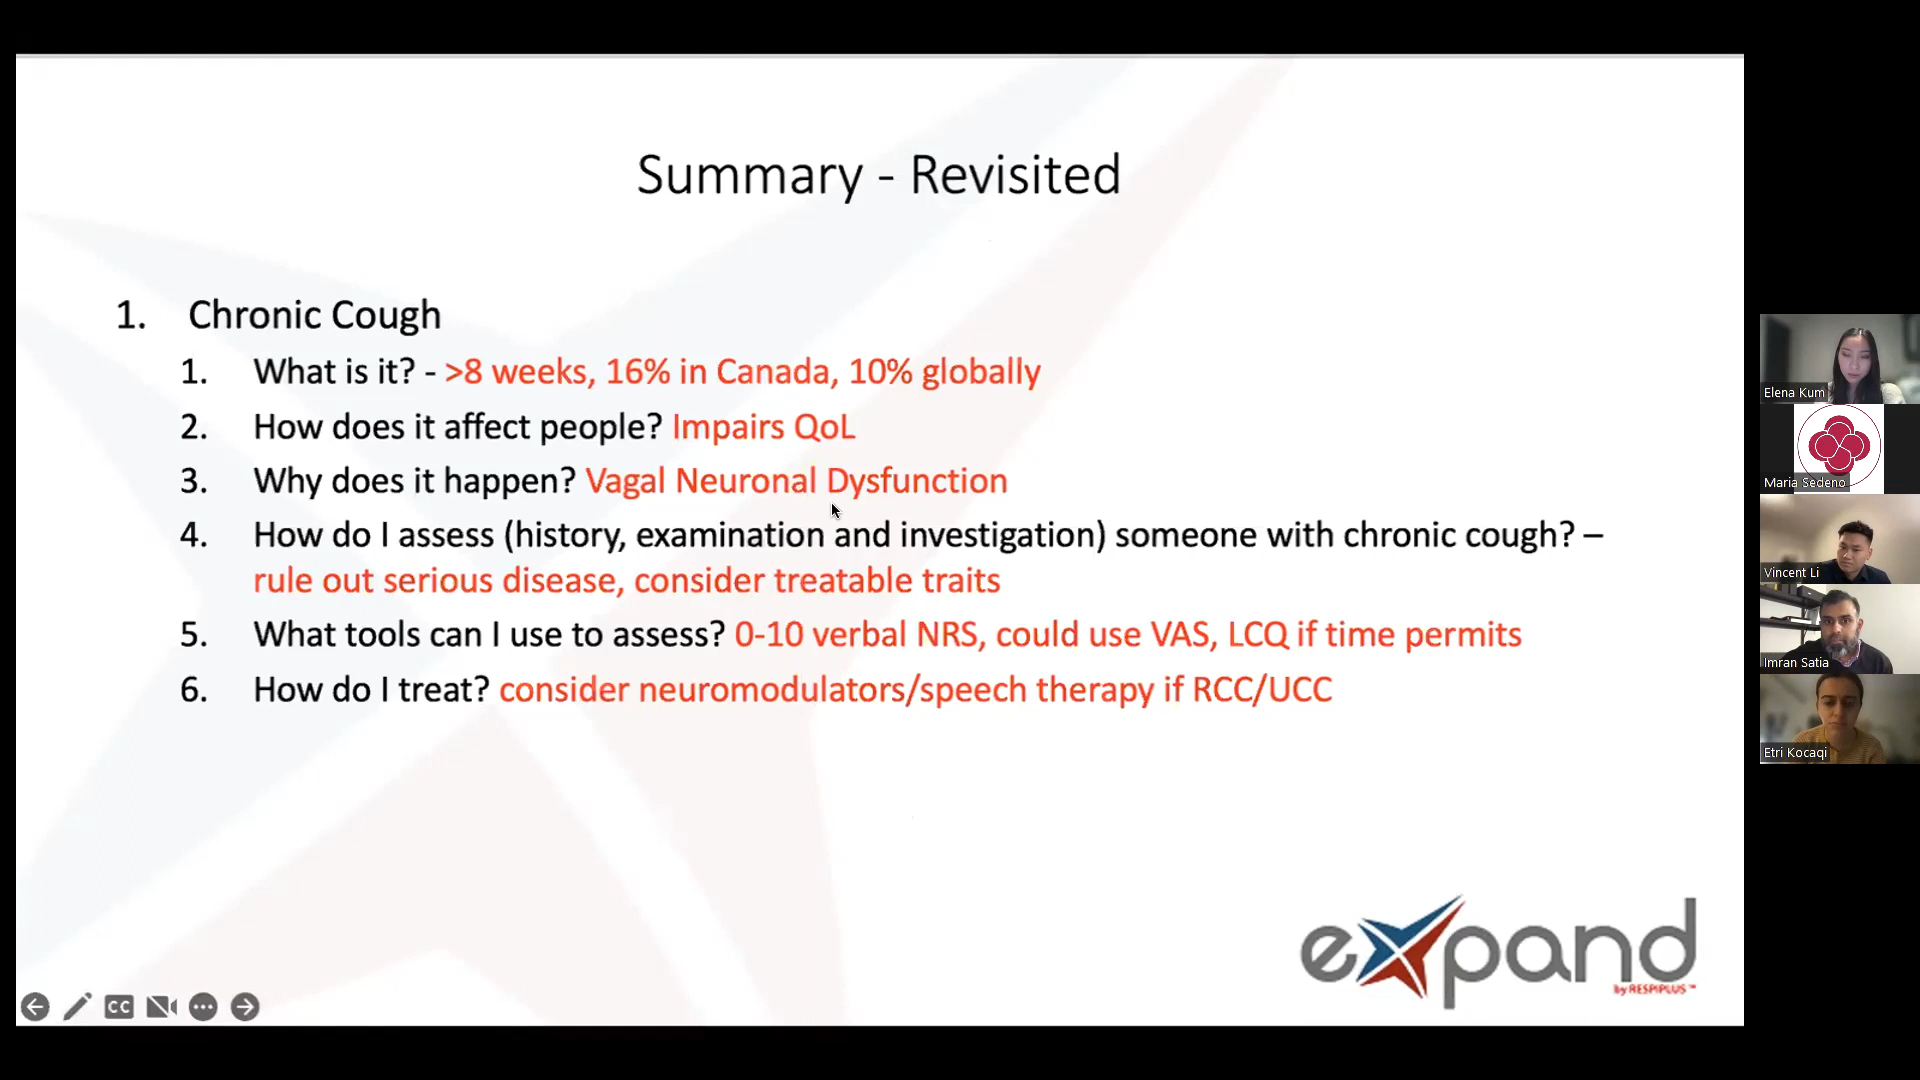 Summary - Revisited
1. Chronic Cough
1. What is it? - >8 weeks, 16% in Canada, 10% globally
2. How does it affect people? Impairs QoL
3. Why does it happen? Vagal Neuronal Dysfunction
4. How do I assess (history, examination and investigation) someone with chronic cough? –
rule out serious disease, consider treatable traits
5. What tools can I use to assess? 0-10 verbal NRS, could use VAS, LCQ if time permits
6. How do I treat? consider neuromodulators/speech therapy if RCC/UCC
expand
by RESPIPLUS™
CC
Elena Kum
Maria Sedeno
Vincent Li
Imran Satia
Etri Kocaqi